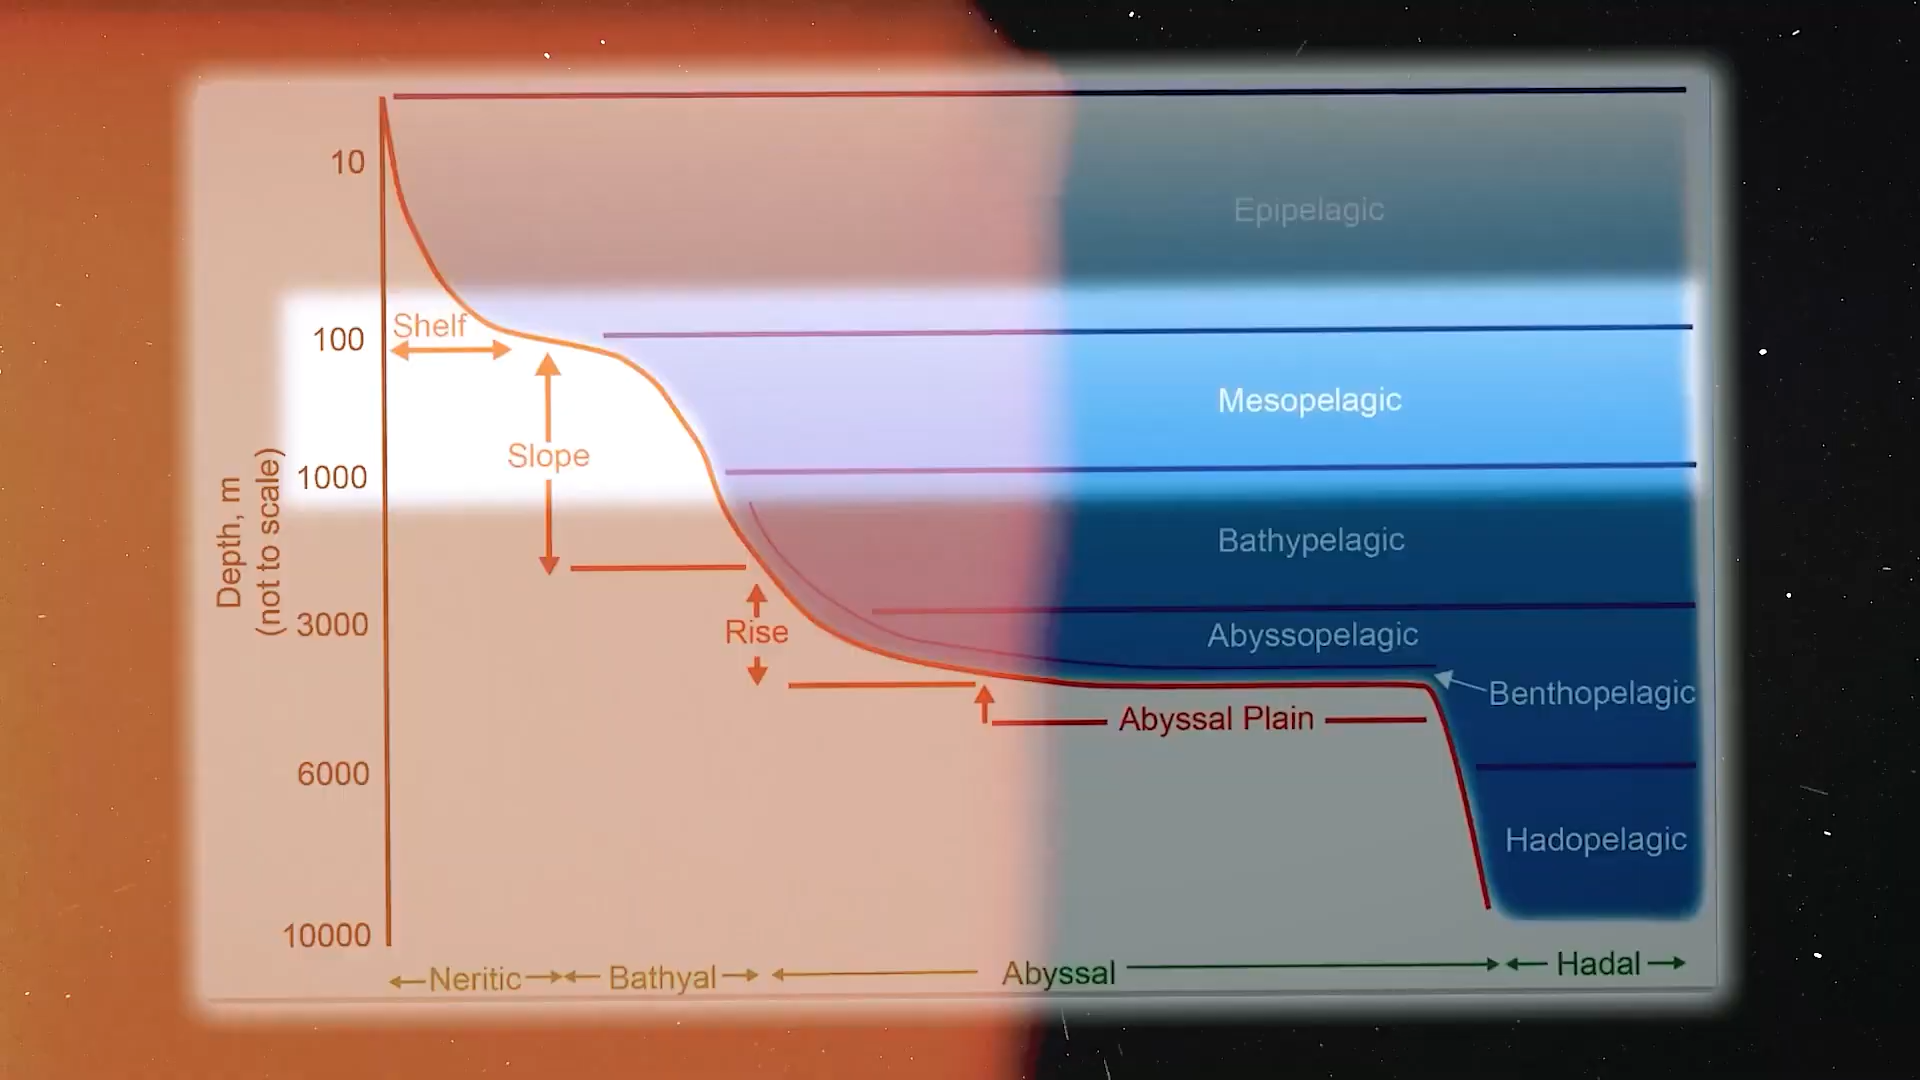 10
Epipelagic
Shelf
100
Mesopelagic
Slope
1000
Depth, m
(not to scale)
Bathypelagic
3000
Rise
Abyssopelagic
Benthopelagic
Abyssal Plain
6000
Hadopelagic
10000
Neritic
Bathyal
Abyssal
Hadal